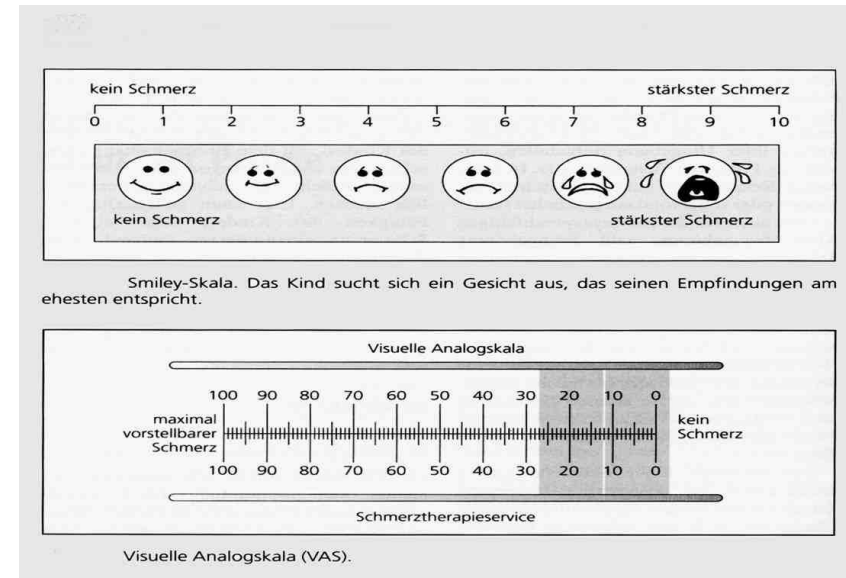 kein Schmerz stärkster Schmerz
0 1 2 3 4 5 6 7 8 9 10
kein Schmerz stärkster Schmerz
Smiley-Skala. Das Kind sucht sich ein Gesicht aus, das seinen Empfindungen am
ehesten entspricht.
Visuelle Analogskala
100 90 80 70 60 50 40 30 20 10 0
maximal
vorstellbarer
Schmerz
kein
Schmerz
100 90 80 70 60 50 40 30 20 10 0
Schmerztherapieservice
Visuelle Analogskala (VAS).